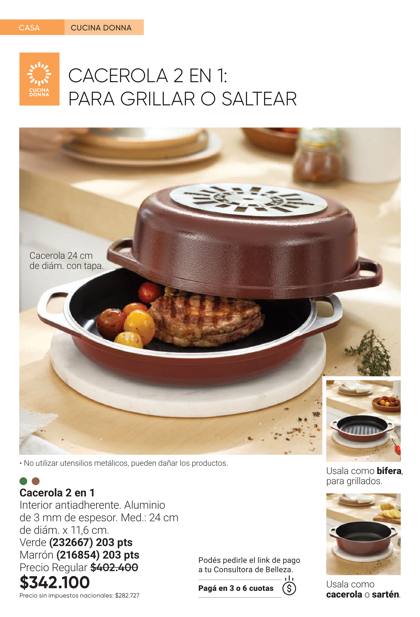 CASA
CUCINA DONNA
CUCINA
DONNA
CACEROLA 2 EN 1:
PARA GRILLAR O SALTEAR
Cacerola 24 cm
de diám. con tapa.
• No utilizar utensilios metálicos, pueden dañar los productos.
Cacerola 2 en 1
Interior antiadherente. Aluminio
de 3 mm de espesor. Med.: 24 cm
de diám. x 11,6 cm.
Verde (232667) 203 pts
Marrón (216854) 203 pts
Precio Regular $402.400
$342.100
Precio sin impuestos nacionales: $282.727
Podés pedirle el link de pago
a tu Consultora de Belleza.
Pagá en 3 o 6 cuotas
Usala como bifera,
para grillados.
Usala como
cacerola o sartén.